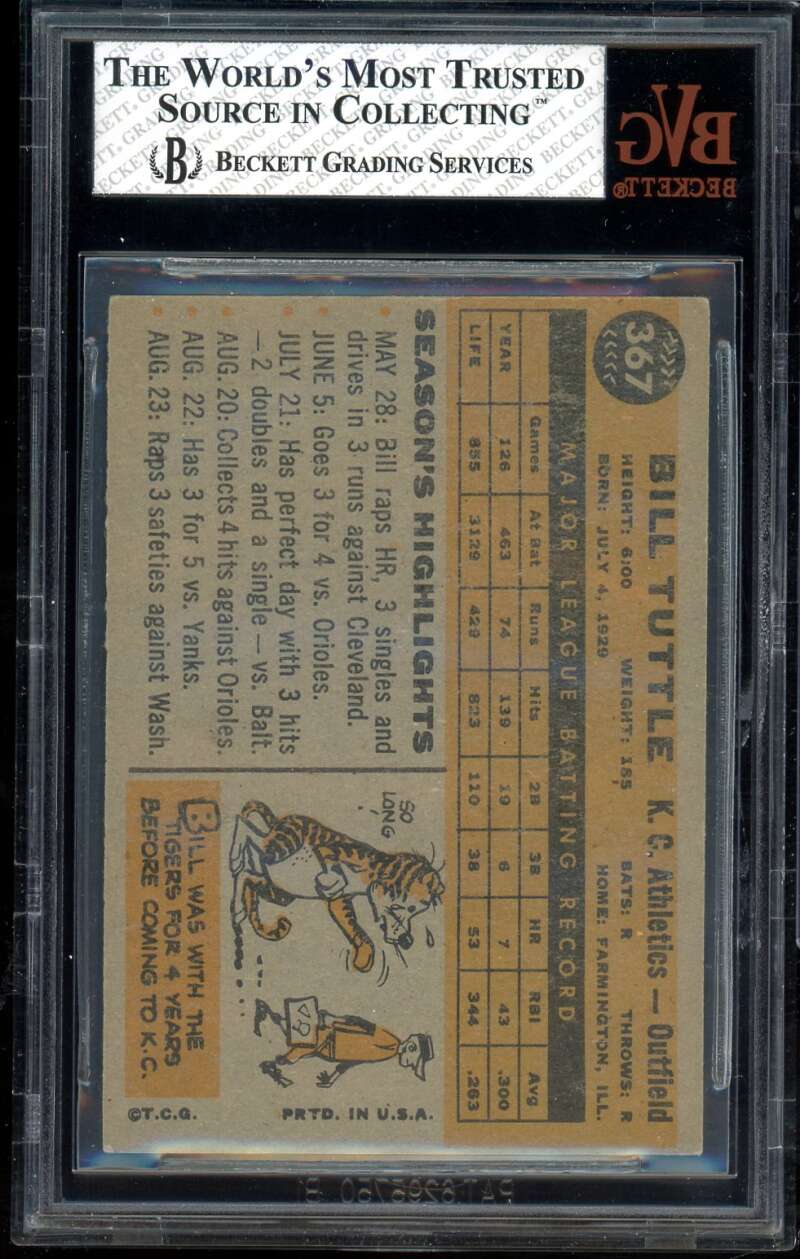 THE WORLD'S MOST TRUSTED
SOURCE IN COLLECTING™
B BECKETT GRADING SERVICES
BVG
BECKETT®
367
BILL TUTTLE K. C. Athletics — Outfield
HEIGHT: 6:00 WEIGHT: 185 BATS: R THROWS: R
BORN: JULY 4, 1929 HOME: FARMINGTON, ILL.
MAJOR LEAGUE BATTING RECORD
Games At Bat Runs Hits 2B 3B HR RBI Avg
YEAR 126 463 74 139 19 6 7 43 .300
LIFE 855 3129 429 823 110 38 53 344 .263
SEASON'S HIGHLIGHTS
MAY 28: Bill raps HR, 3 singles and
drives in 3 runs against Cleveland.
JUNE 5: Goes 3 for 4 vs. Orioles.
JULY 21: Has perfect day with 3 hits
— 2 doubles and a single — vs. Balt.
AUG. 20: Collects 4 hits against Orioles.
AUG. 22: Has 3 for 5 vs. Yanks.
AUG. 23: Raps 3 safeties against Wash.
SO
LONG!
BILL WAS WITH THE
TIGERS FOR 4 YEARS
BEFORE COMING TO K.C.
©T.C.G. PRTD. IN U.S.A.